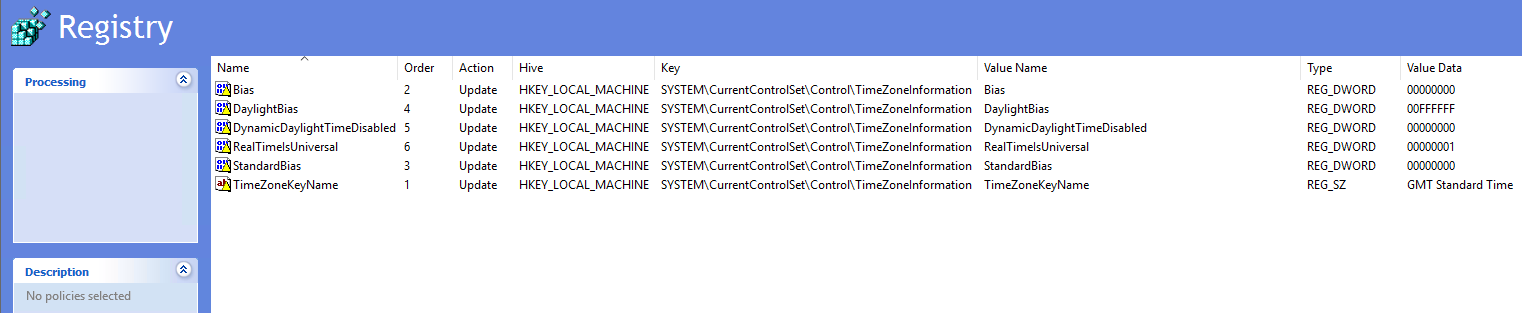 Registry
Processing
Name Order Action Hive Key Value Name Type Value Data
Bias 2 Update HKEY_LOCAL_MACHINE SYSTEM\CurrentControlSet\Control\TimeZoneInformation Bias REG_DWORD 00000000
DaylightBias 4 Update HKEY_LOCAL_MACHINE SYSTEM\CurrentControlSet\Control\TimeZoneInformation DaylightBias REG_DWORD 00FFFFFF
DynamicDaylightTimeDisabled 5 Update HKEY_LOCAL_MACHINE SYSTEM\CurrentControlSet\Control\TimeZoneInformation DynamicDaylightTimeDisabled REG_DWORD 00000000
RealTimeIsUniversal 6 Update HKEY_LOCAL_MACHINE SYSTEM\CurrentControlSet\Control\TimeZoneInformation RealTimeIsUniversal REG_DWORD 00000001
StandardBias 3 Update HKEY_LOCAL_MACHINE SYSTEM\CurrentControlSet\Control\TimeZoneInformation StandardBias REG_DWORD 00000000
TimeZoneKeyName 1 Update HKEY_LOCAL_MACHINE SYSTEM\CurrentControlSet\Control\TimeZoneInformation TimeZoneKeyName REG_SZ GMT Standard Time
Description
No policies selected